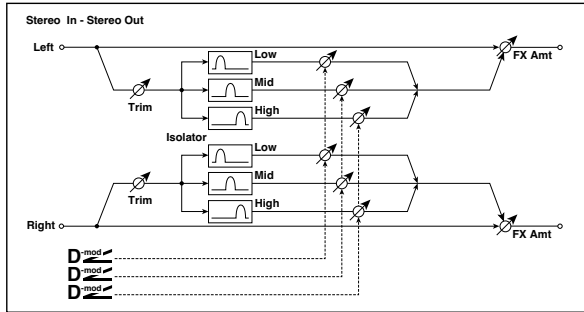 Stereo In - Stereo Out
Left
Low
FX Amt
Mid
Trim
High
Isolator
Low
Mid
Trim
High
Right
FX Amt
D-mod
D-mod
D-mod